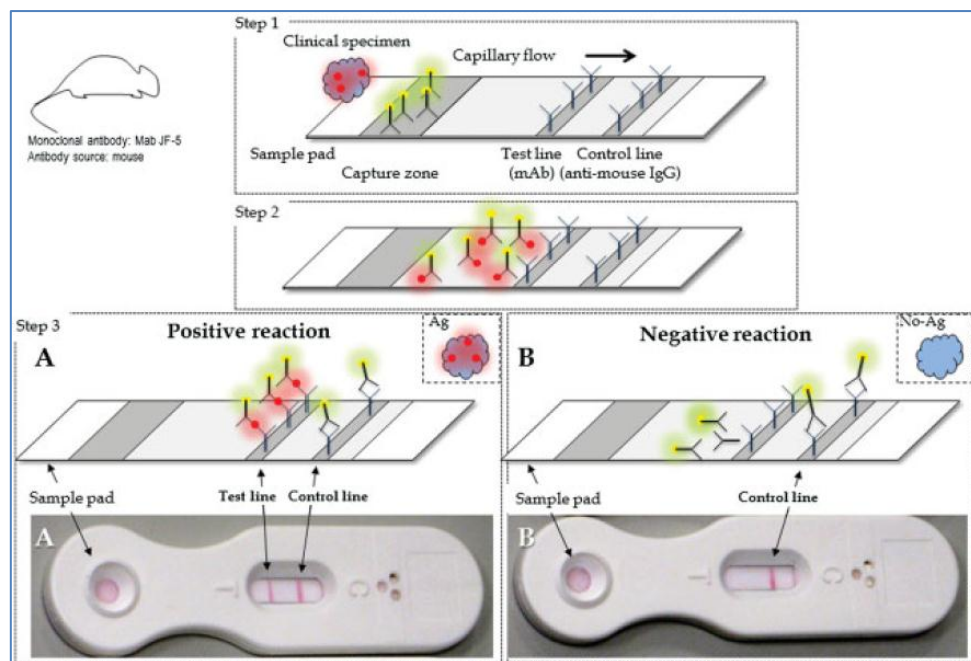 Step 1
Clinical specimen
Capillary flow
Monoclonal antibody: Mab JF-5
Antibody source: mouse
Sample pad
Capture zone
Test line
(mAb)
Control line
(anti-mouse IgG)
Step 2
Step 3
Positive reaction
Ag
A
Sample pad
Test line
Control line
A
T
C
Negative reaction
No-Ag
B
Sample pad
Control line
B
T
C